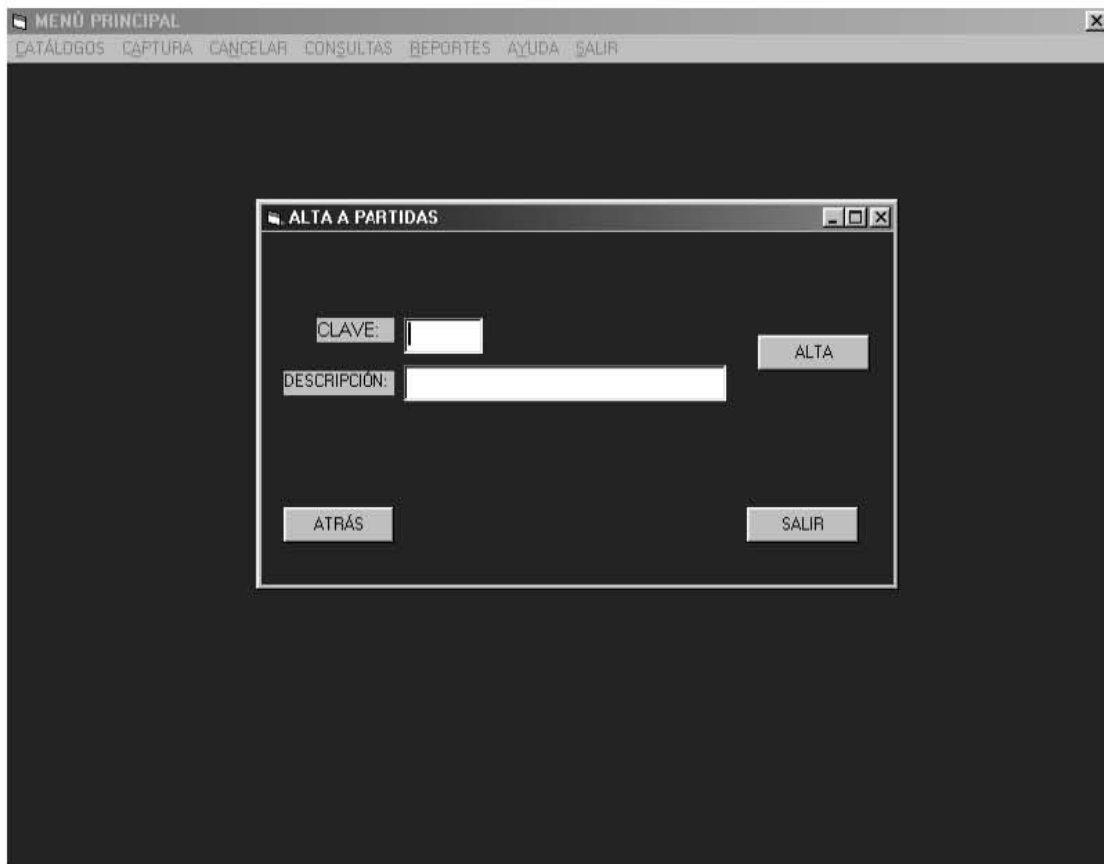 MENÚ PRINCIPAL
CATÁLOGOS CAPTURA CANCELAR CONSULTAS REPORTES AYUDA SALIR
ALTA A PARTIDAS
CLAVE:
ALTA
DESCRIPCIÓN:
ATRÁS SALIR